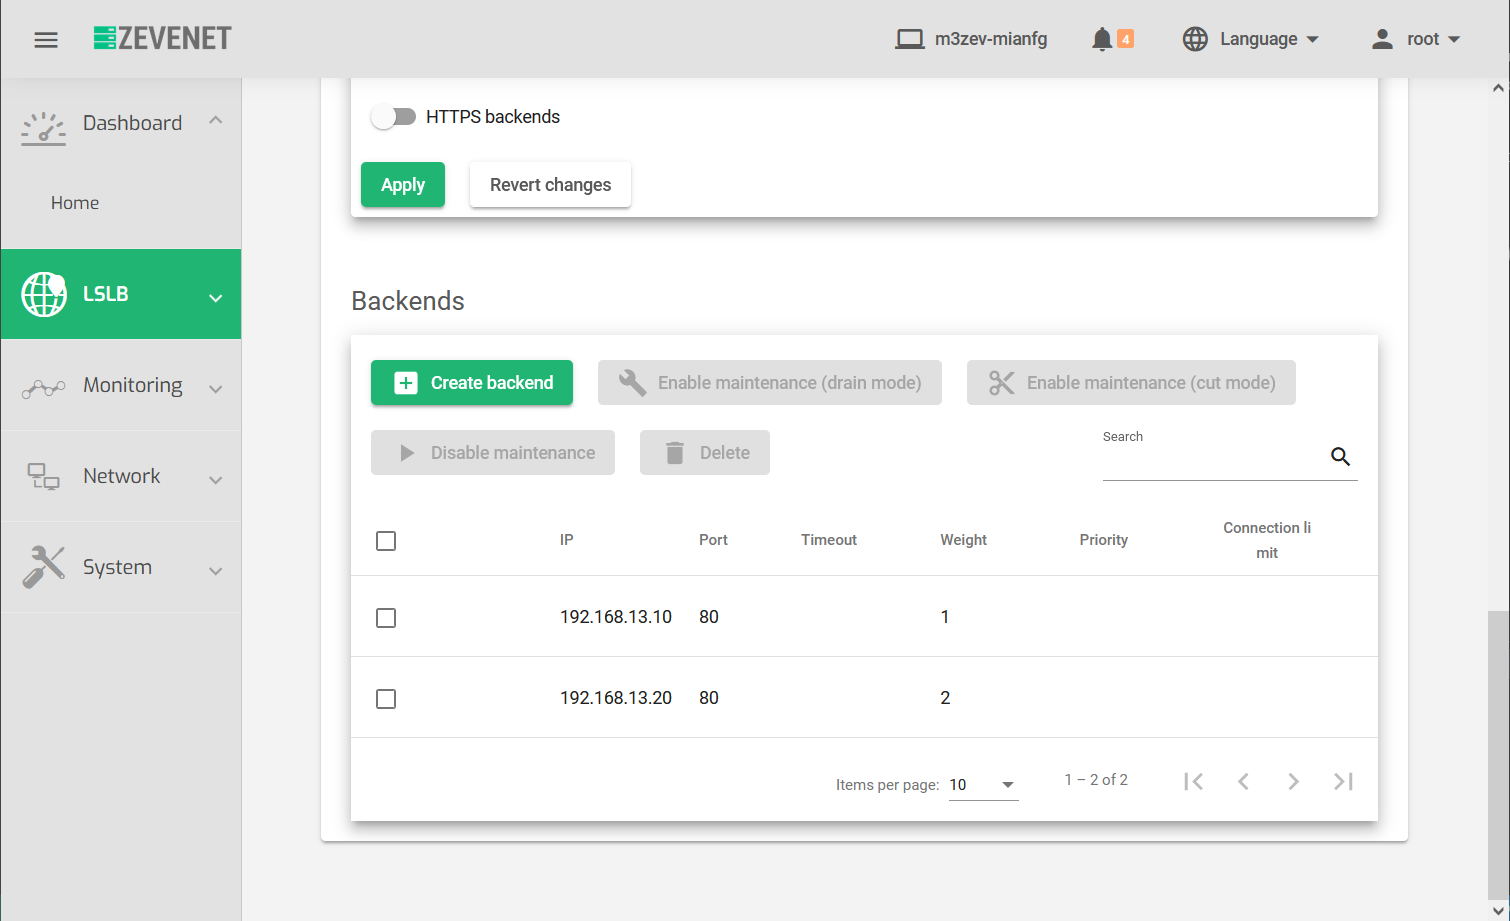 ZEVENET
m3zev-mianfg
4
Language
root
Dashboard
Home
LSLB
Monitoring
Network
System
HTTPS backends
Apply
Revert changes
Backends
Create backend
Enable maintenance (drain mode)
Enable maintenance (cut mode)
Disable maintenance
Delete
Search
IP Port Timeout Weight Priority Connection li
mit
192.168.13.10 80 1
192.168.13.20 80 2
Items per page: 10 1 – 2 of 2